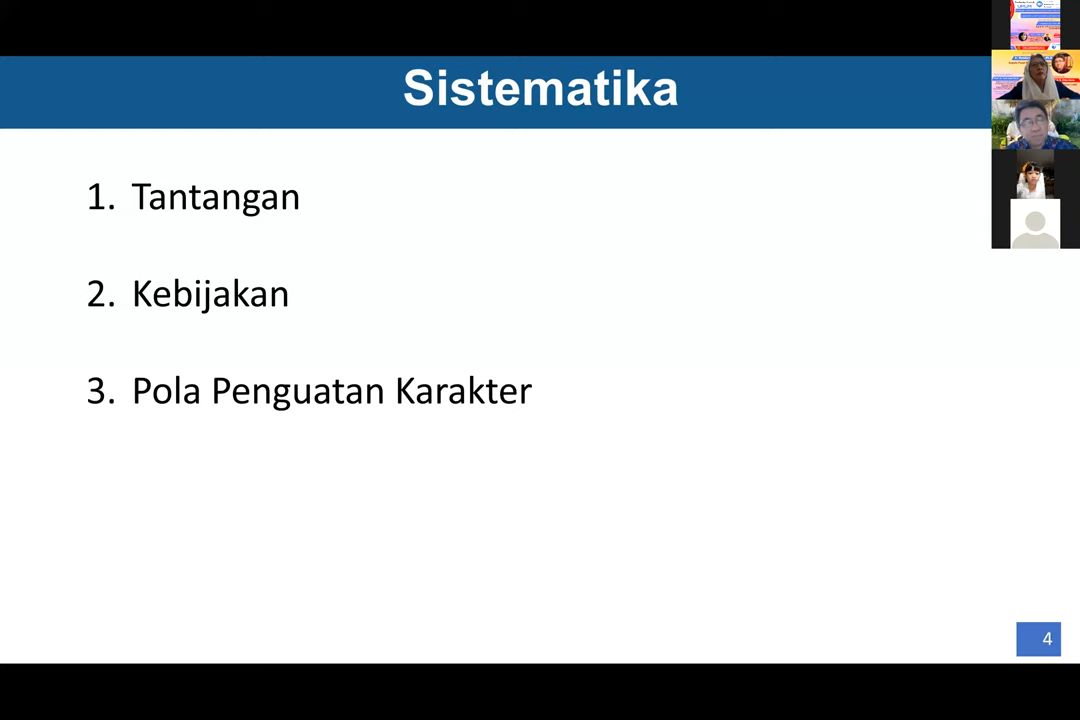 Sistematika
1. Tantangan
2. Kebijakan
3. Pola Penguatan Karakter
4